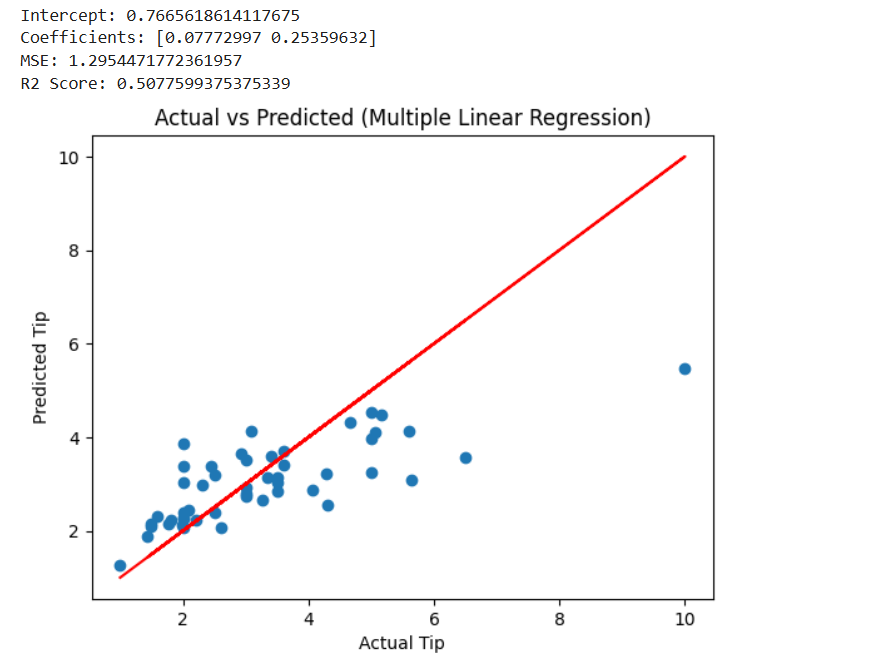 Intercept: 0.7665618614117675
Coefficients: [0.07772997 0.25359632]
MSE: 1.2954471772361957
R2 Score: 0.5077599375375339
Actual vs Predicted (Multiple Linear Regression)
10
8
6
4
2
Predicted Tip
2 4 6 8 10
Actual Tip